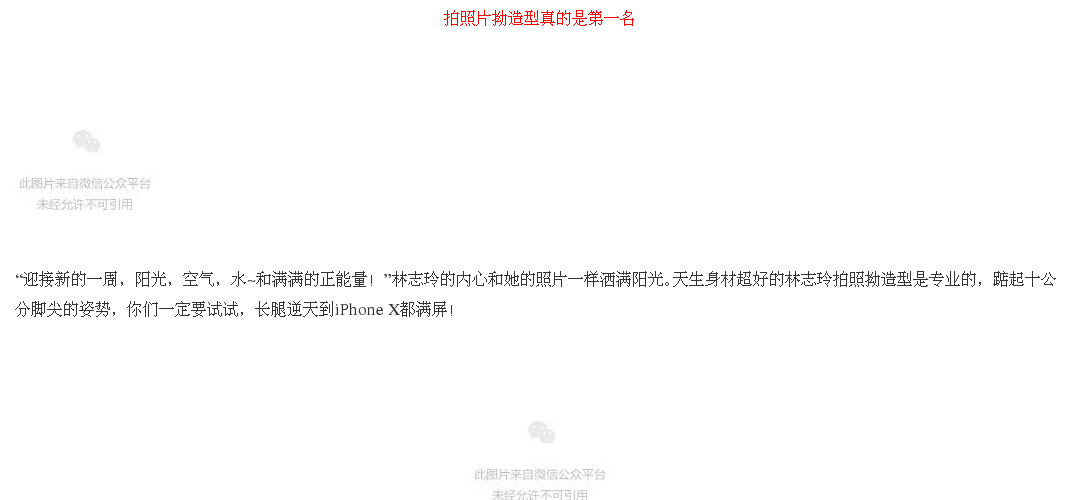 拍照片拗造型真的是第一名
此图片来自微信公众平台
未经允许不可引用
“迎接新的一周，阳光，空气，水~和满满的正能量！”林志玲的内心和她的照片一样洒满阳光。天生身材超好的林志玲拍照拗造型是专业的，踮起十公
分脚尖的姿势，你们一定要试试，长腿逆天到iPhone X都满屏！
此图片来自微信公众平台
未经允许不可引用